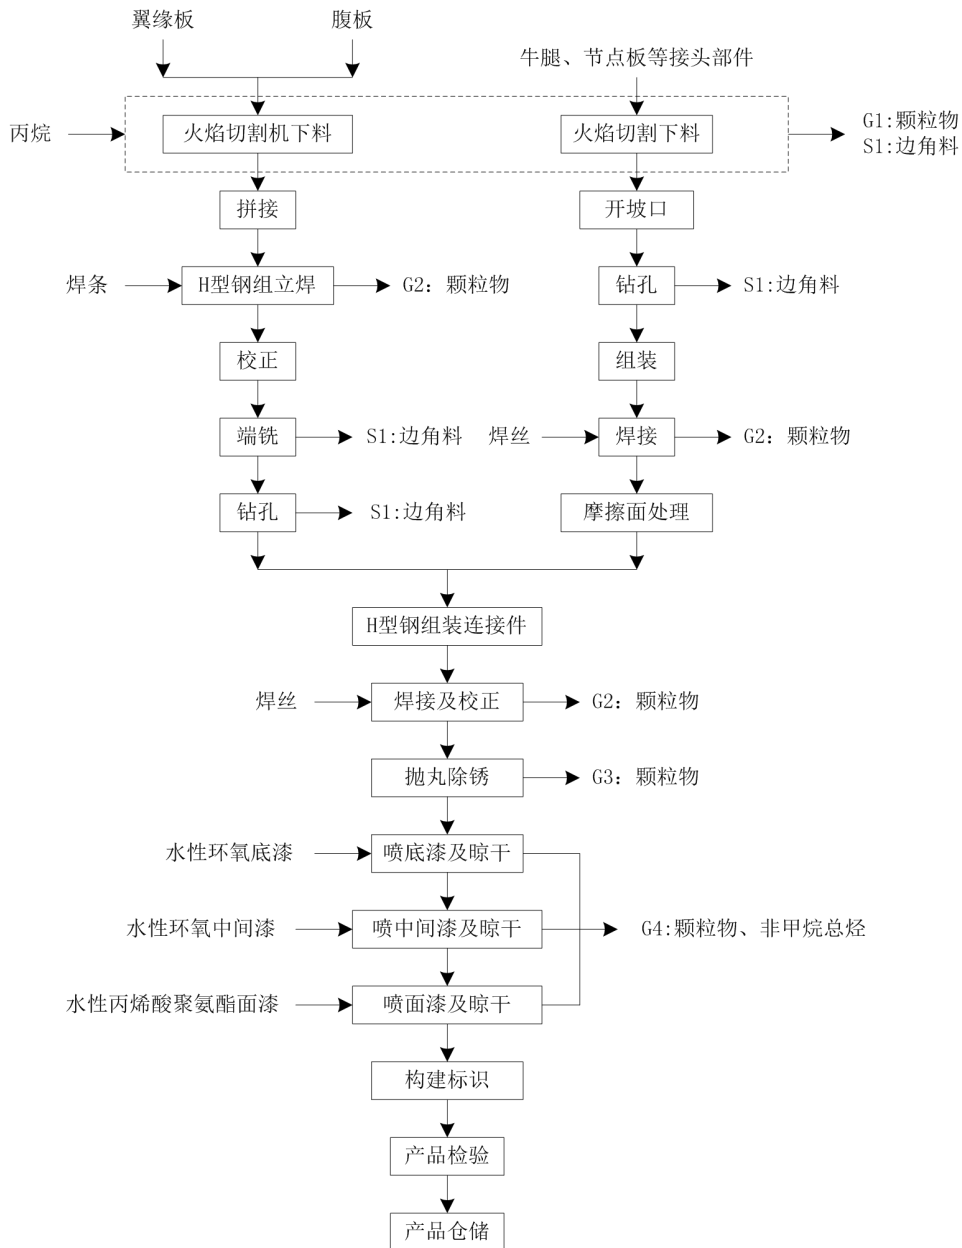 翼缘板
腹板
牛腿、节点板等接头部件
丙烷
火焰切割机下料
火焰切割下料
G1:颗粒物
S1:边角料
拼接
开坡口
焊条
H型钢组立焊
G2: 颗粒物
钻孔
S1:边角料
校正
组装
端铣
S1:边角料
焊丝
焊接
G2: 颗粒物
钻孔
S1:边角料
摩擦面处理
H型钢组装连接件
焊丝
焊接及校正
G2: 颗粒物
抛丸除锈
G3: 颗粒物
水性环氧底漆
喷底漆及晾干
水性环氧中间漆
喷中间漆及晾干
G4:颗粒物、非甲烷总烃
水性丙烯酸聚氨酯面漆
喷面漆及晾干
构建标识
产品检验
产品仓储